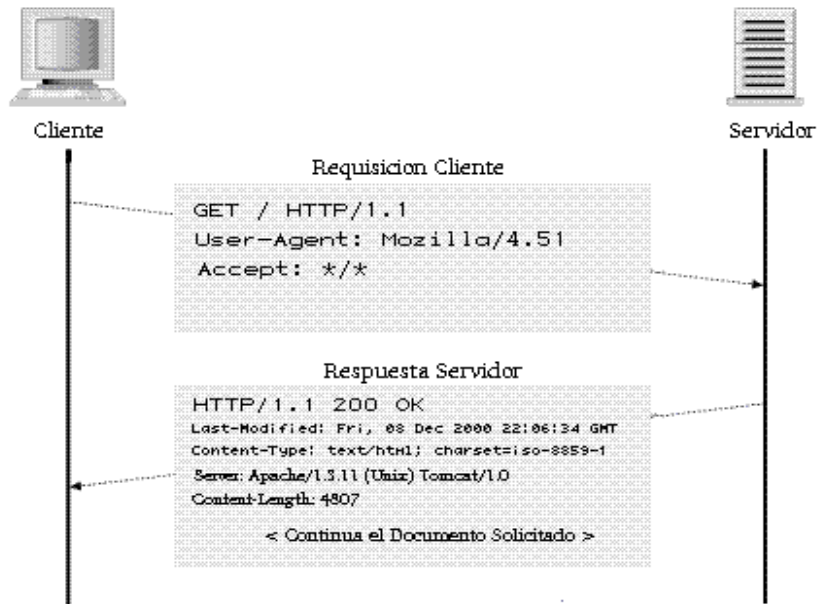 Cliente
Servidor
Requisicion Cliente
GET / HTTP/1.1
User-Agent: Mozilla/4.51
Accept: */*
Respuesta Servidor
HTTP/1.1 200 OK
Last-Modified: Fri, 08 Dec 2000 22:06:34 GMT
Content-Type: text/html; charset=iso-8859-1
Server: Apache/1.3.11 (Unix) Tomcat/1.0
Content-Length: 4807
< Continua el Documento Solicitado >